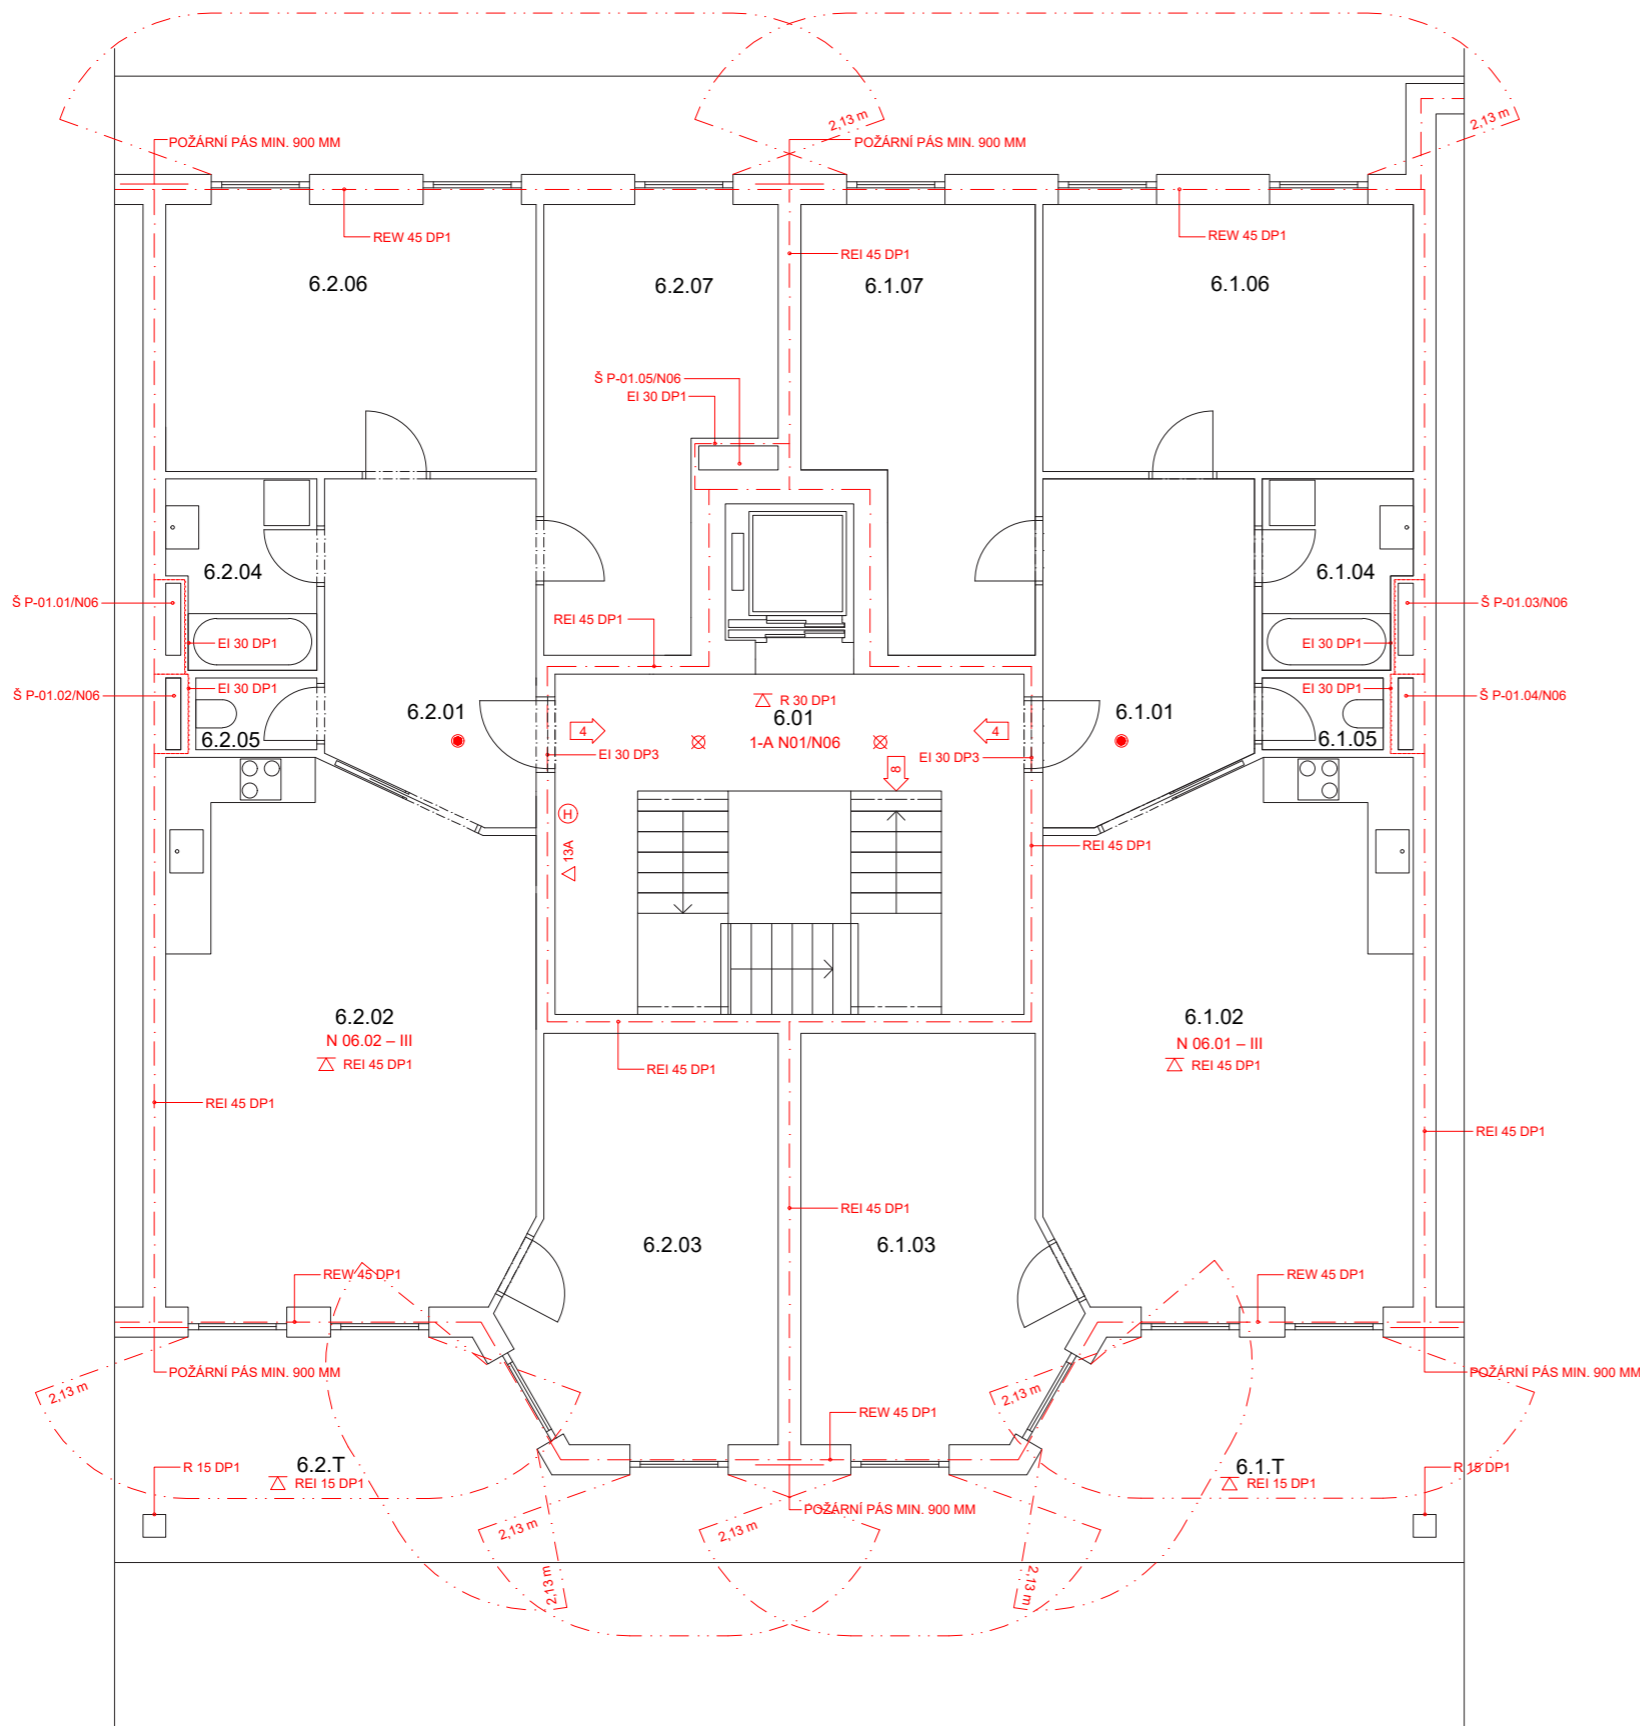 2,13 m
2,13 m
POŽÁRNÍ PÁS MIN. 900 MM
POŽÁRNÍ PÁS MIN. 900 MM
REW 45 DP1
REW 45 DP1
REI 45 DP1
6.2.06
6.2.07
6.1.07
6.1.06
Š P-01.05/N06
EI 30 DP1
6.2.04
6.1.04
Š P-01.01/N06
Š P-01.03/N06
REI 45 DP1
EI 30 DP1
EI 30 DP1
EI 30 DP1
EI 30 DP1
Š P-01.02/N06
Š P-01.04/N06
R 30 DP1
6.2.01
6.01
6.1.01
4
4
6.2.05
1-A N01/N06
6.1.05
EI 30 DP3
EI 30 DP3
8
H
13A
REI 45 DP1
6.2.02
N 06.02 – III
REI 45 DP1
6.1.02
N 06.01 – III
REI 45 DP1
REI 45 DP1
REI 45 DP1
REI 45 DP1
REI 45 DP1
6.2.03
6.1.03
REW 45 DP1
REW 45 DP1
POŽÁRNÍ PÁS MIN. 900 MM
POŽÁRNÍ PÁS MIN. 900 MM
2,13 m
2,13 m
REW 45 DP1
6.2.T
REI 15 DP1
R 15 DP1
6.1.T
REI 15 DP1
R 15 DP1
POŽÁRNÍ PÁS MIN. 900 MM
2,13 m
2,13 m
2,13 m
2,13 m